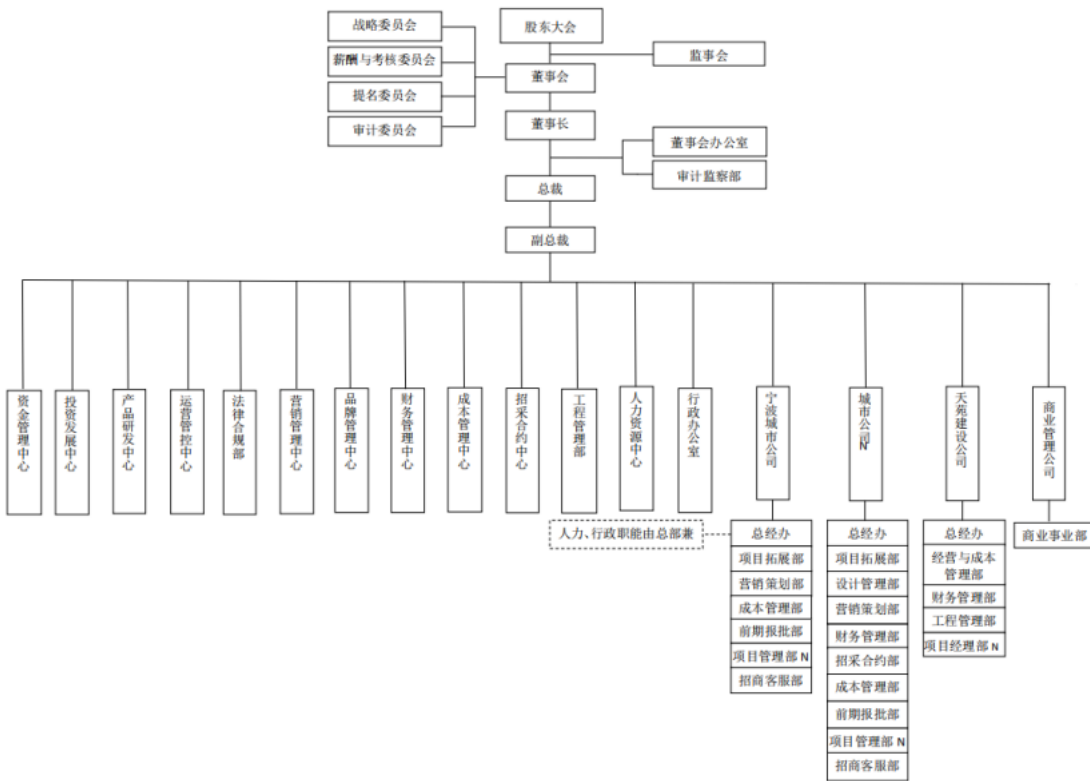 股东大会
战略委员会
薪酬与考核委员会
提名委员会
审计委员会
监事会
董事会
董事长
董事会办公室
审计监察部
总裁
副总裁
资金管理中心
投资发展中心
产品研发中心
运营管控中心
法律合规部
营销管理中心
品牌管理中心
财务管理中心
成本管理中心
招采合约中心
工程管理部
人力资源中心
行政办公室
宁波城市公司
城市公司N
天苑建设公司
商业管理公司
人力、行政职能由总部兼
总经办
项目拓展部
营销策划部
成本管理部
前期报批部
项目管理部 N
招商客服部
总经办
项目拓展部
设计管理部
营销策划部
财务管理部
招采合约部
成本管理部
前期报批部
项目管理部 N
招商客服部
总经办
经营与成本
管理部
财务管理部
工程管理部
项目经理部 N
商业事业部